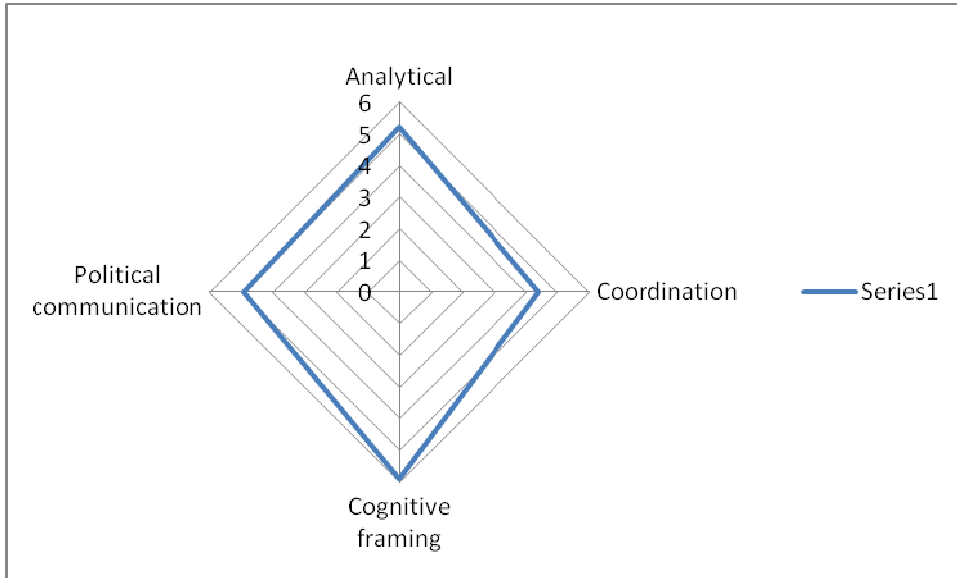 Analytical
6
5
4
3
2
1
0
Political
communication
Coordination
Series1
Cognitive
framing